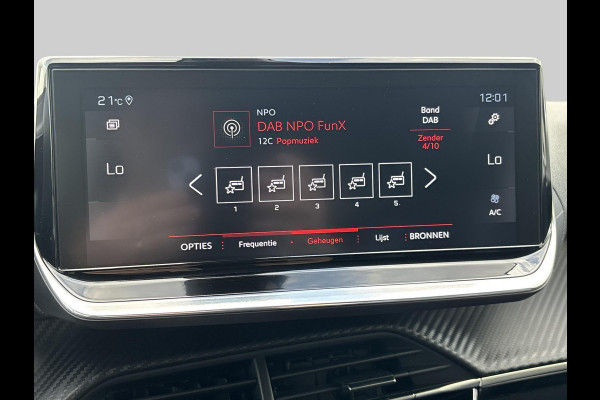 21°C 12:01
NPO
DAB NPO FunX
12C Popmuziek
Band
DAB
Zender
4/10
Lo Lo
1 2 3 4 5
A/C
OPTIES Frequentie Geheugen Lijst BRONNEN